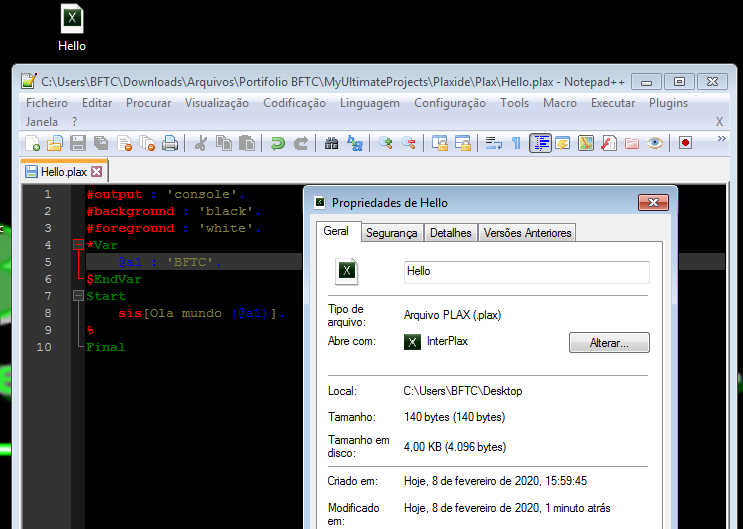 Hello
C:\Users\BFTC\Downloads\Arquivos\Portifolio BFTC\MyUltimateProjects\Plaxide\Plax\Hello.plax - Notepad++
Ficheiro Editar Procurar Visualização Codificação Linguagem Configuração Tools Macro Executar Plugins
Janela ? X
Hello.plax
1 #output : 'console'.
2 #background : 'black'.
3 #foreground : 'white'.
4 *Var
5 @a1 : 'BFTC'.
6 $EndVar
7 Start
8 sis[Ola mundo (@a1)].
9 %
10 Final
Propriedades de Hello
Geral Segurança Detalhes Versões Anteriores
Hello
Tipo de arquivo: Arquivo PLAX (.plax)
Abre com: InterPlax Alterar...
Local: C:\Users\BFTC\Desktop
Tamanho: 140 bytes (140 bytes)
Tamanho em disco: 4,00 KB (4.096 bytes)
Criado em: Hoje, 8 de fevereiro de 2020, 15:59:45
Modificado em: Hoje, 8 de fevereiro de 2020, 1 minuto atrás